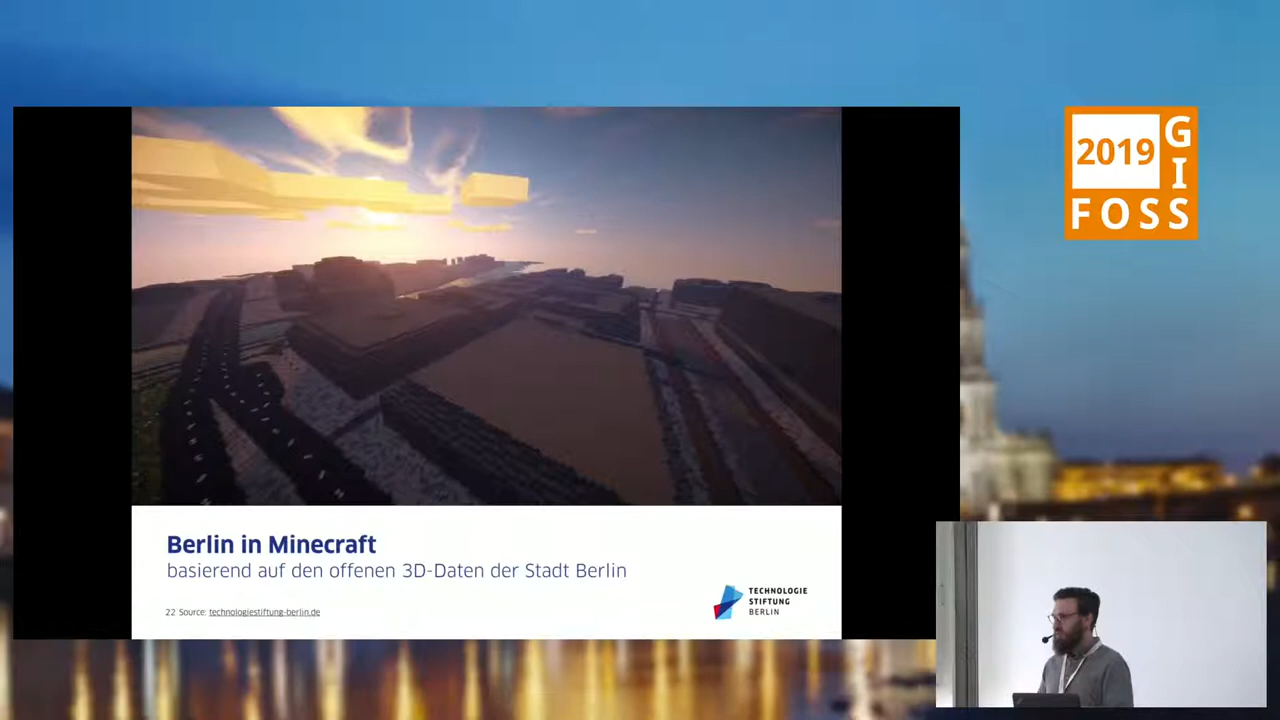 2019
GIS
FOSS
Berlin in Minecraft
basierend auf den offenen 3D-Daten der Stadt Berlin
22 Source: technologiestiftung-berlin.de
TECHNOLOGIE
STIFTUNG
BERLIN